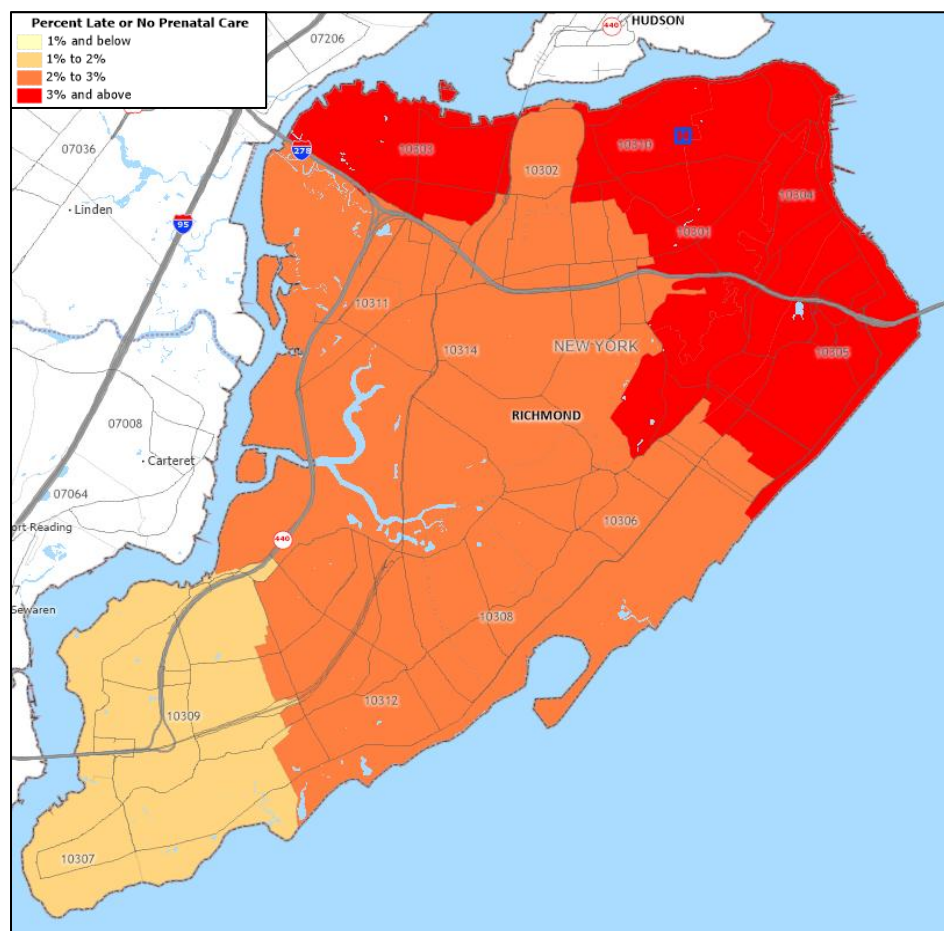 Percent Late or No Prenatal Care
1% and below
1% to 2%
2% to 3%
3% and above
HUDSON
440
07206
07036
278
10303
10310
10302
10304
Linden
95
10301
10311
10314
NEW YORK
10305
RICHMOND
07008
Carteret
07064
10306
ort Reading
440
Sewaren
10308
10312
10309
10307